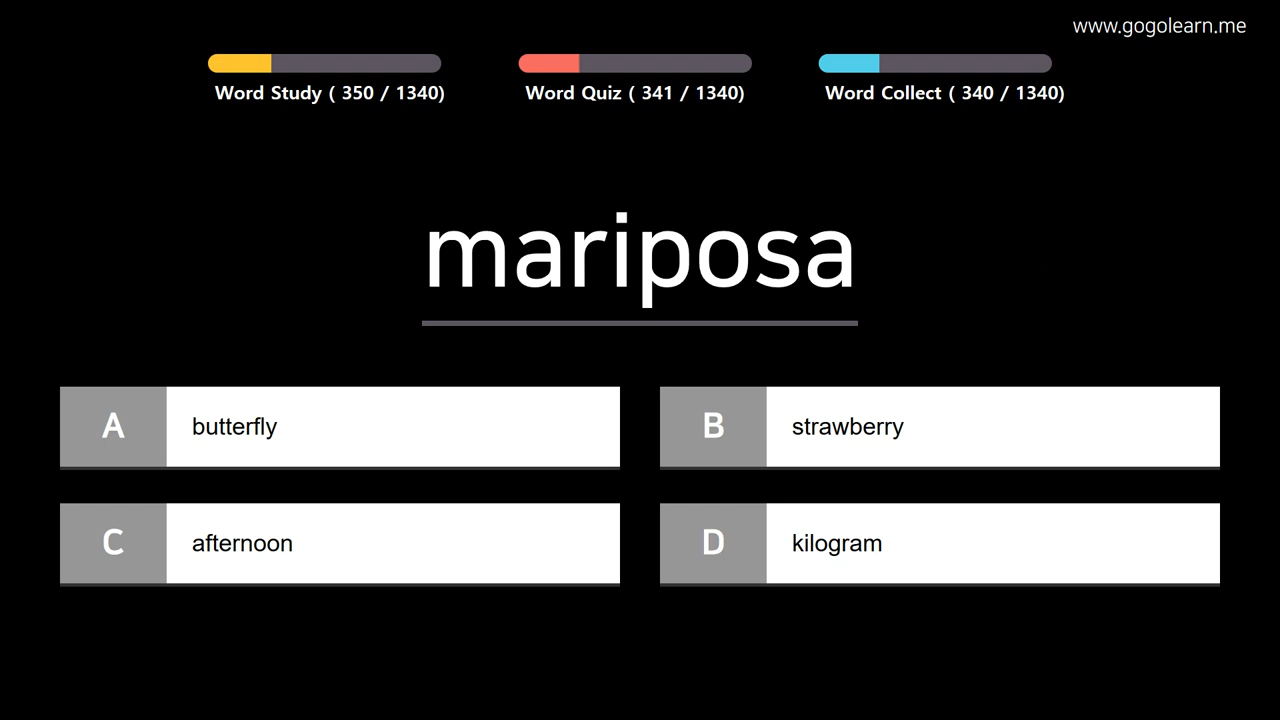 www.gogolearn.me
Word Study ( 350 / 1340)
Word Quiz ( 341 / 1340)
Word Collect ( 340 / 1340)
mariposa
A butterfly
B strawberry
C afternoon
D kilogram